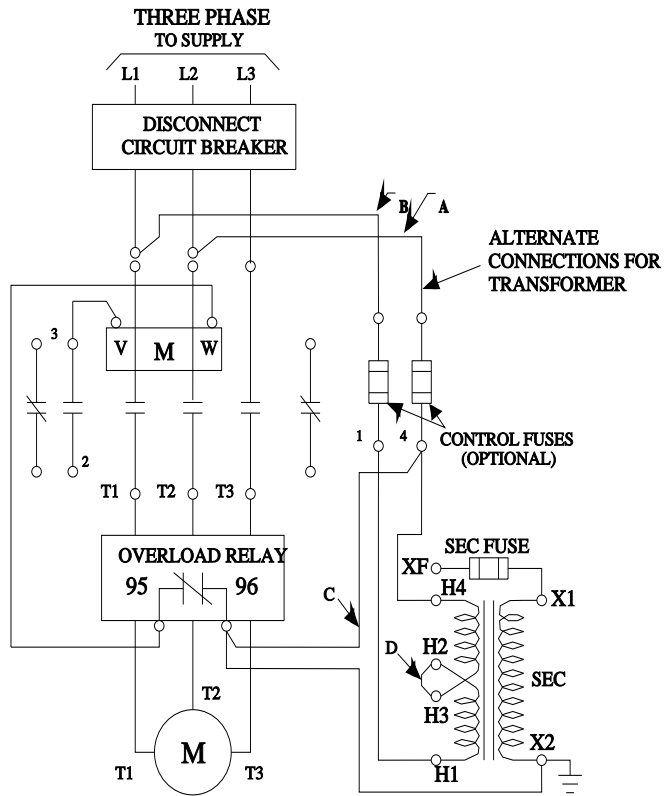 THREE PHASE
TO SUPPLY
L1 L2 L3
DISCONNECT
CIRCUIT BREAKER
B A
ALTERNATE
CONNECTIONS FOR
TRANSFORMER
3
V M W
1 4
CONTROL FUSES
(OPTIONAL)
2
T1 T2 T3
OVERLOAD RELAY
95 96
SEC FUSE
XF
H4 X1
C
D
H2
SEC
H3
T2
M
X2
T1 T3
H1